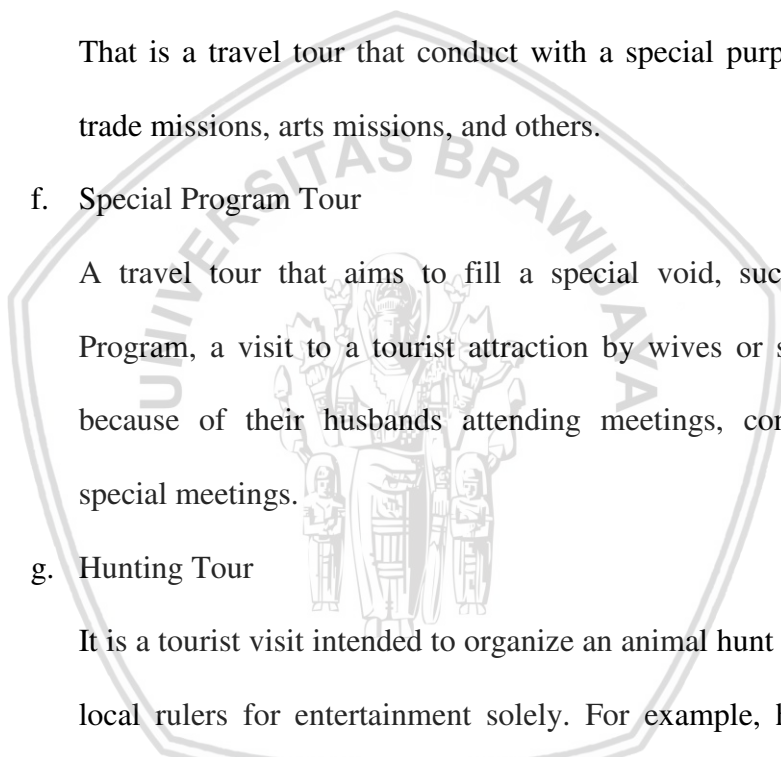 That is a travel tour that conduct with a special
trade missions, arts missions, and others.
f. Special Program Tour
A travel tour that aims to fill a special void,
Program, a visit to a tourist attraction by wives or
because of their husbands attending meetings,
special meetings.
g. Hunting Tour
It is a tourist visit intended to organize an animal hunt
local rulers for entertainment solely. For example,
UNIVERSITAS BRAWIJAYA